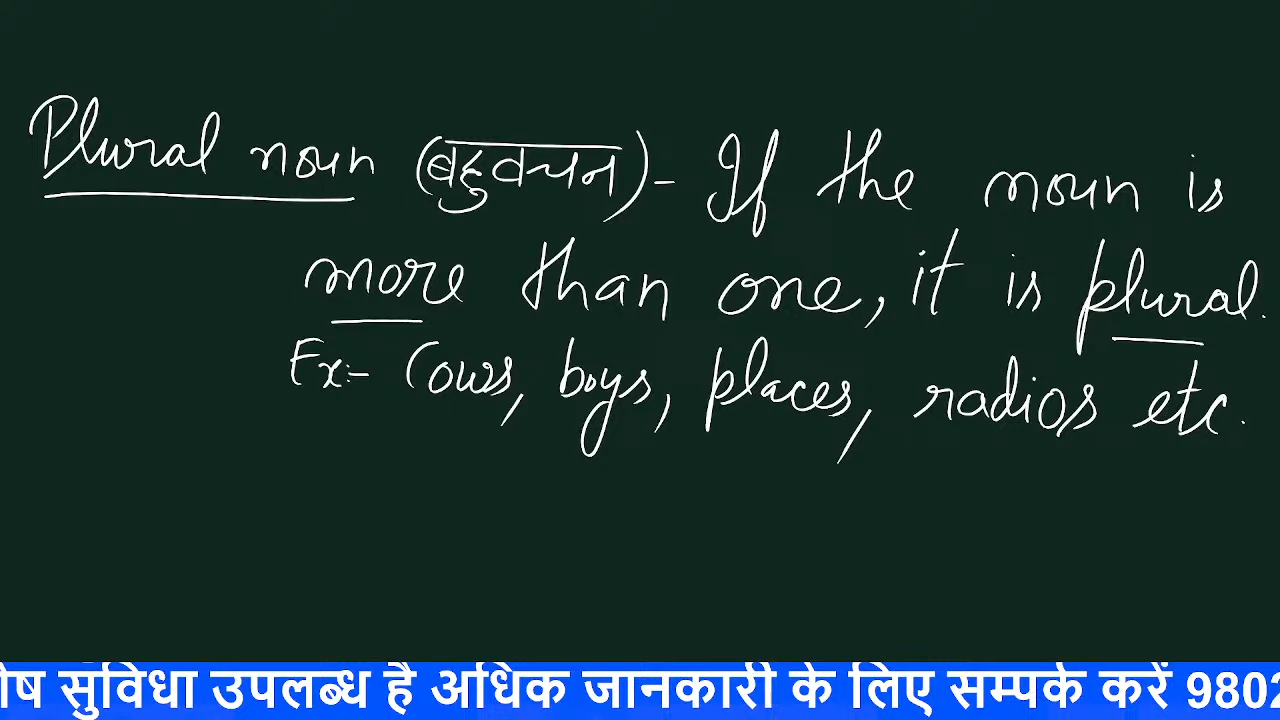 Plural noun (बहुवचन) - If the noun is
more than one, it is plural.
Ex:- Cows, boys, places, radios etc.
सुविधा उपलब्ध है अधिक जानकारी के लिए सम्पर्क करें 9802